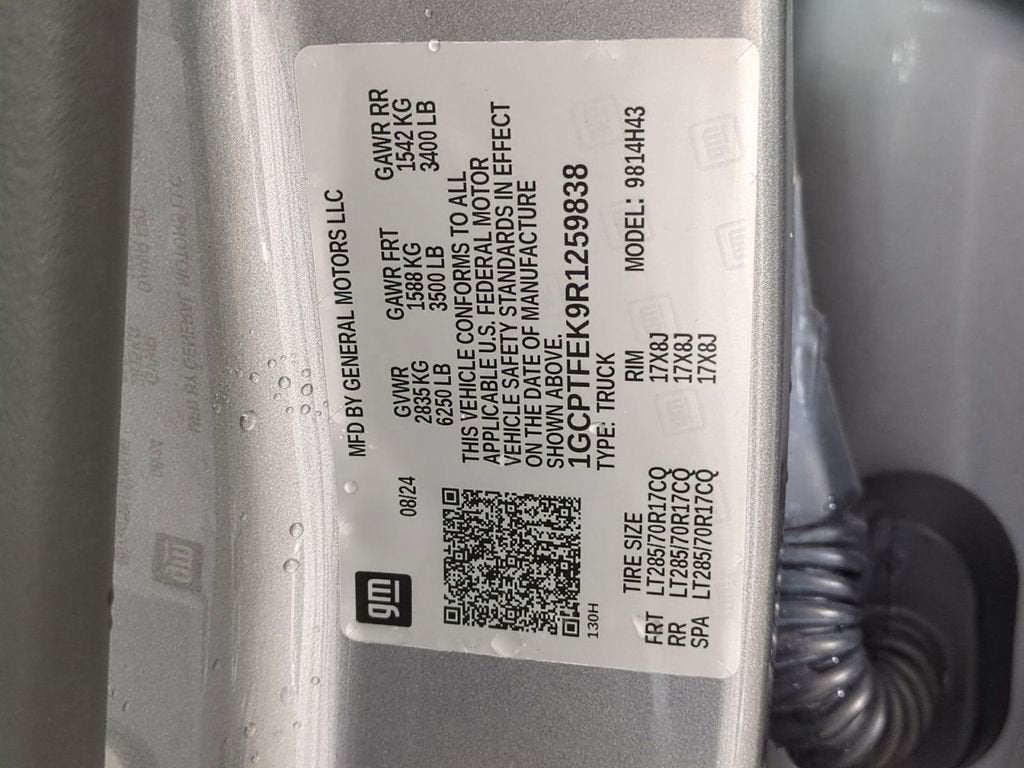 gm
MFD BY GENERAL MOTORS LLC
08/24
GVWR GAWR FRT GAWR RR
2835 KG 1588 KG 1542 KG
6250 LB 3500 LB 3400 LB
THIS VEHICLE CONFORMS TO ALL
APPLICABLE U.S. FEDERAL MOTOR
VEHICLE SAFETY STANDARDS IN EFFECT
ON THE DATE OF MANUFACTURE
SHOWN ABOVE.
1GCPTFEK9R1259838
TYPE: TRUCK MODEL: 9814H43
130H
TIRE SIZE RIM
FRT LT285/70R17CQ 17X8J
RR LT285/70R17CQ 17X8J
SPA LT285/70R17CQ 17X8J